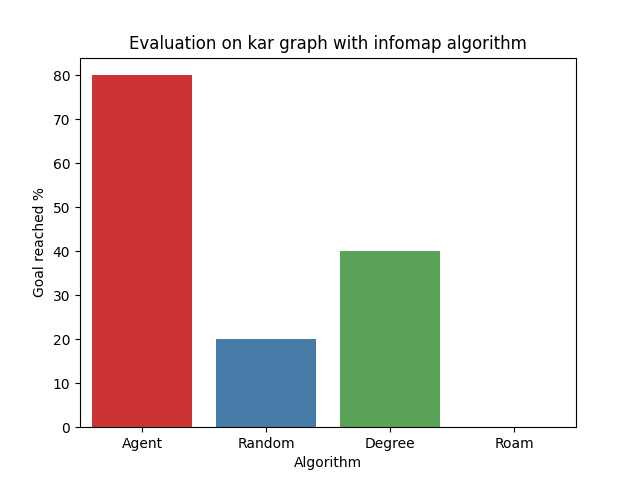 Evaluation on kar graph with infomap algorithm
80
70
60
50
40
30
20
10
0
Goal reached %
Agent Random Degree Roam
Algorithm